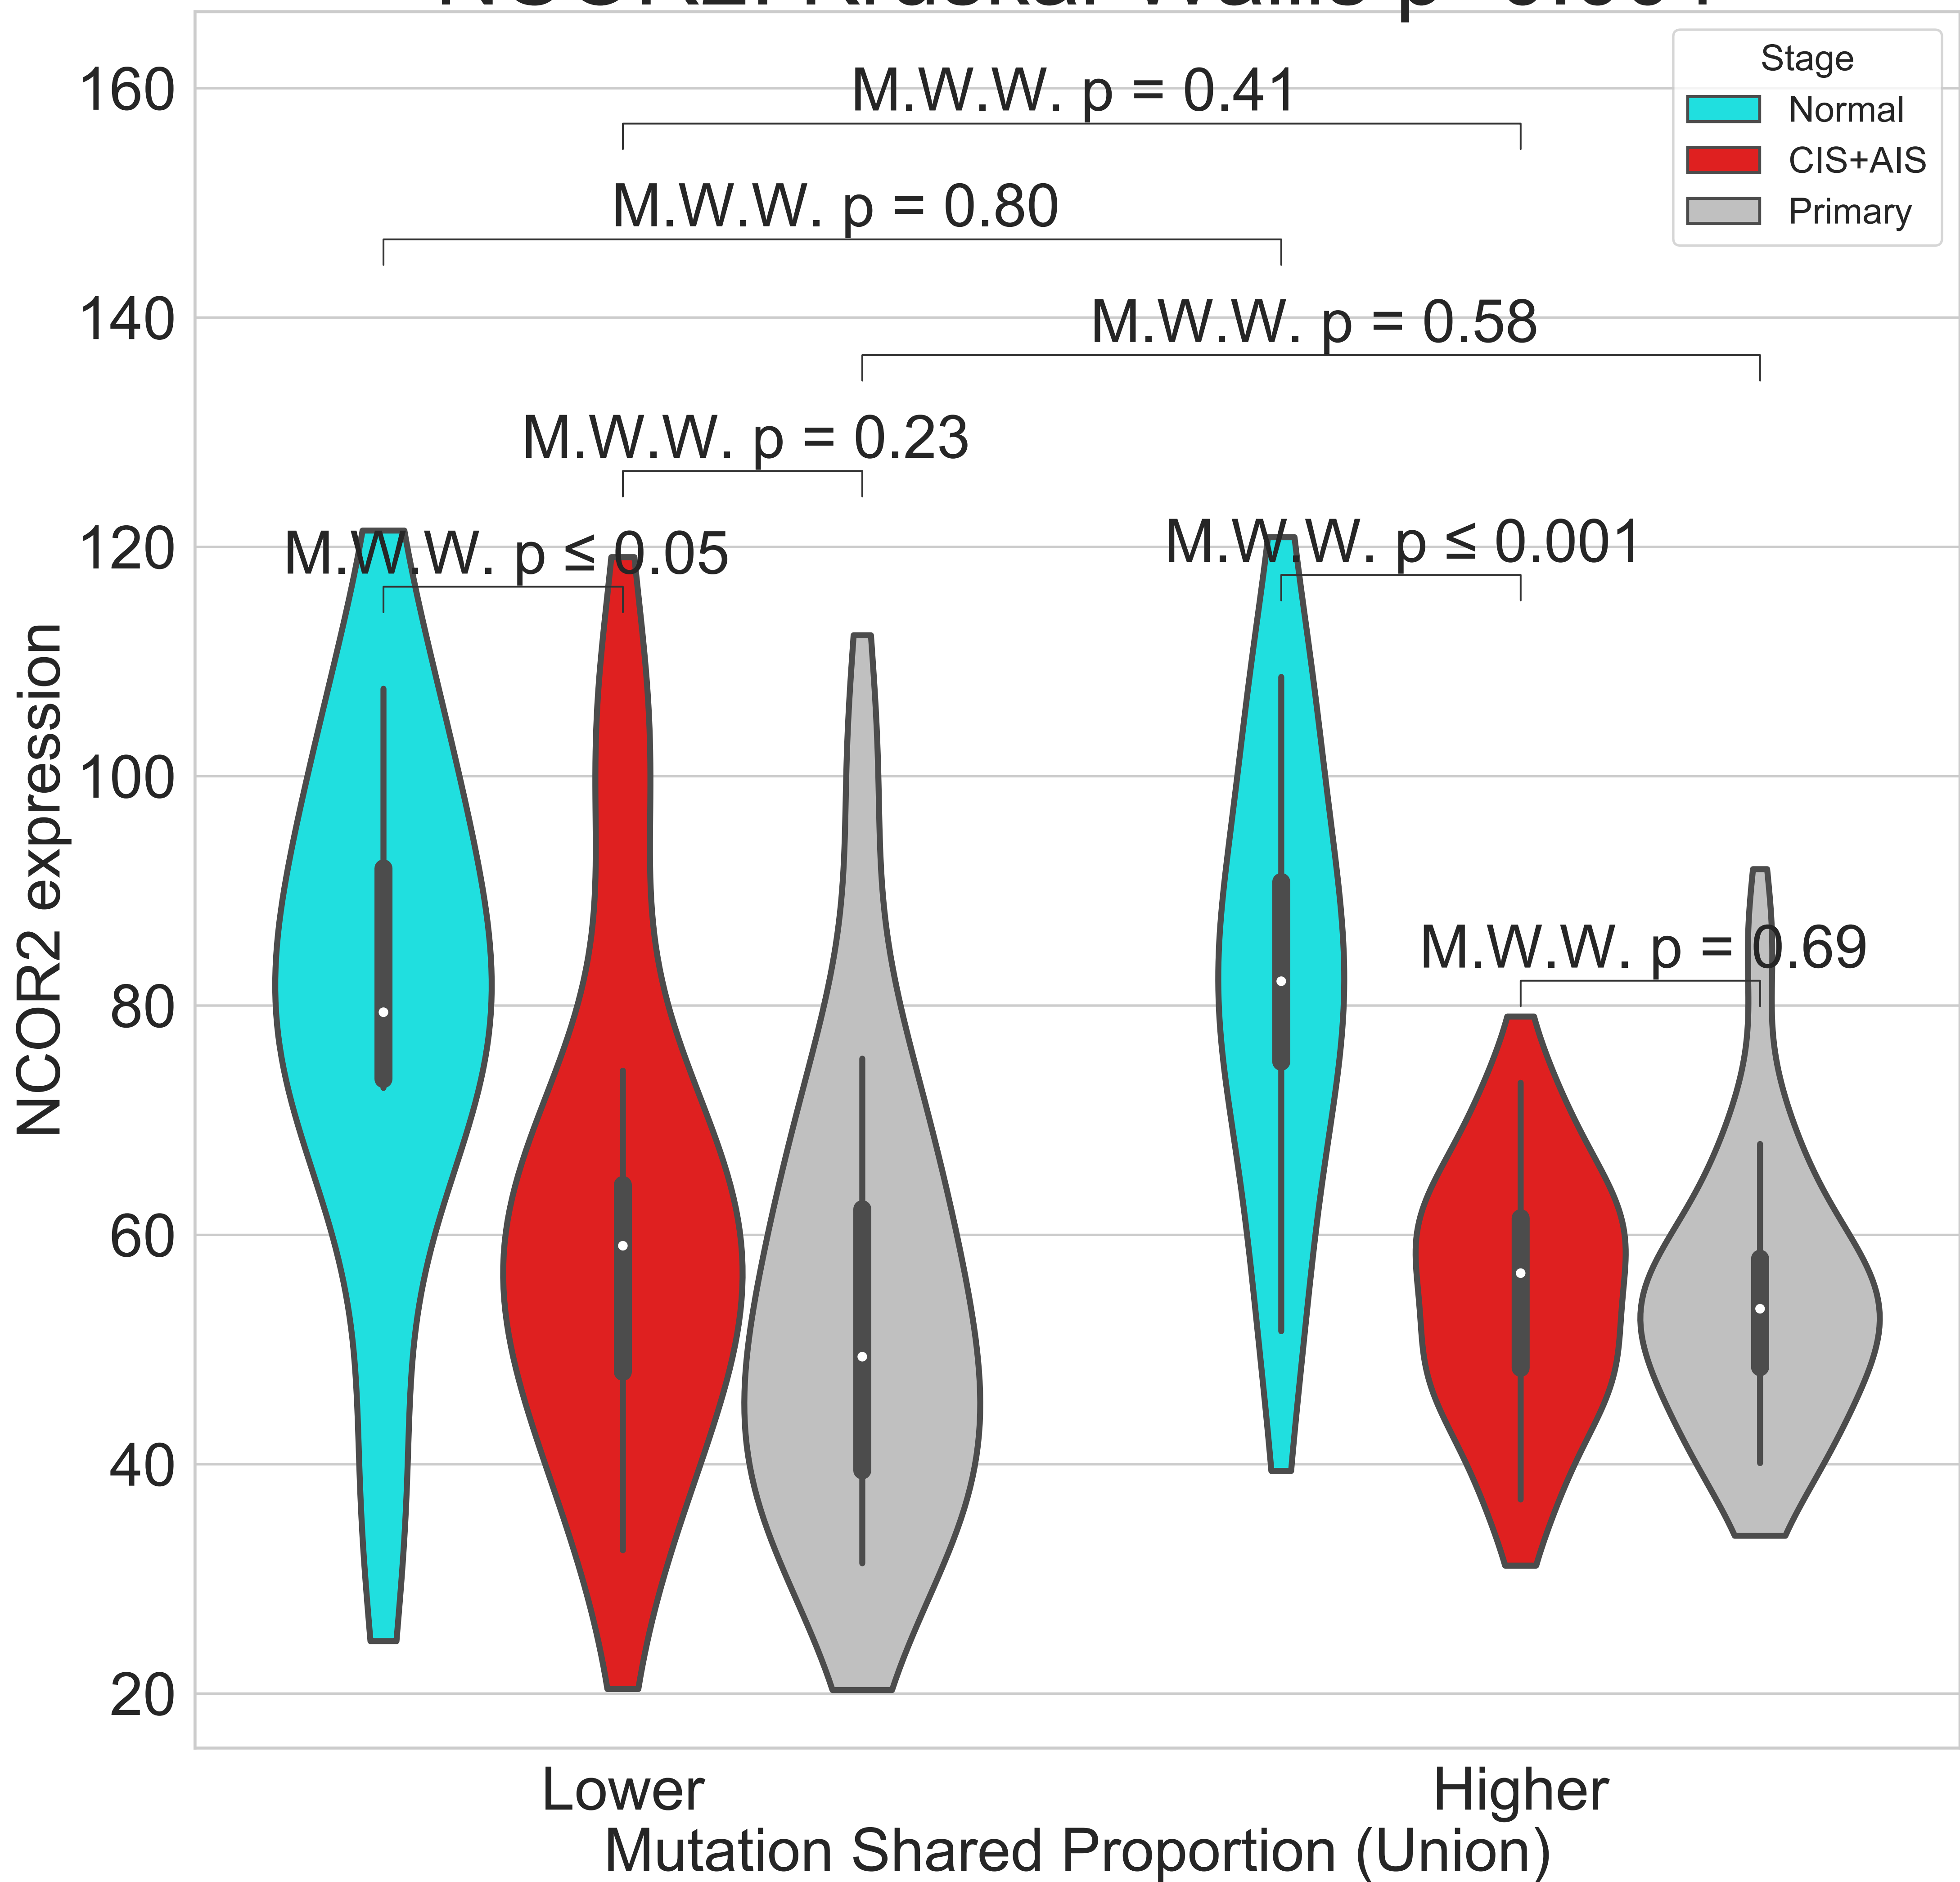 160
140
120
100
80
60
40
20
NCOR2 expression
Stage
Normal
CIS+AIS
Primary
M.W.W. p = 0.41
M.W.W. p = 0.80
M.W.W. p = 0.58
M.W.W. p = 0.23
M.W.W. p ≤ 0.05
M.W.W. p ≤ 0.001
M.W.W. p = 0.69
Lower
Higher
Mutation Shared Proportion (Union)